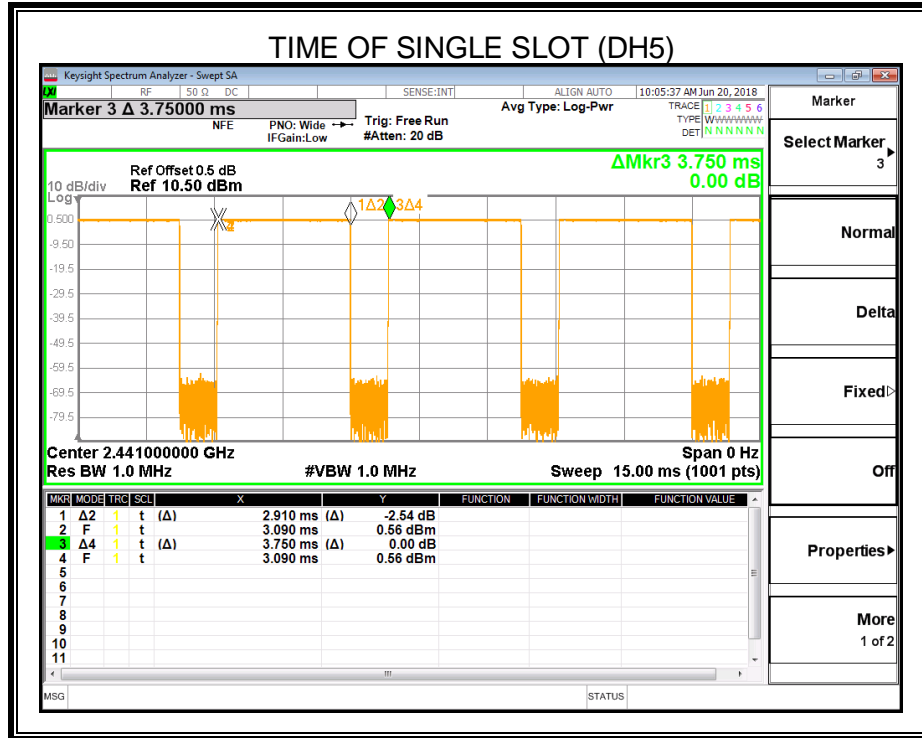 TIME OF SINGLE SLOT (DH5)
Keysight Spectrum Analyzer - Swept SA
LXI RF 50 Ω DC SENSE:INT ALIGN AUTO 10:05:37 AM Jun 20, 2018
Marker 3 Δ 3.75000 ms
NFE
PNO: Wide
IFGain:Low
Trig: Free Run
#Atten: 20 dB
Avg Type: Log-Pwr
TRACE 1 2 3 4 5 6
TYPE WWWWWW
DET N N N N N N
Ref Offset 0.5 dB
Ref 10.50 dBm
ΔMkr3 3.750 ms
0.00 dB
10 dB/div
Log
1Δ2 3Δ4
0.500
-9.50
-19.5
-29.5
-39.5
-49.5
-59.5
-69.5
-79.5
Center 2.441000000 GHz Span 0 Hz
Res BW 1.0 MHz #VBW 1.0 MHz Sweep 15.00 ms (1001 pts)
MKR MODE TRC SCL X Y FUNCTION FUNCTION WIDTH FUNCTION VALUE
1 Δ2 1 t (Δ) 2.910 ms (Δ) -2.54 dB
2 F 1 t 3.090 ms 0.56 dBm
3 Δ4 1 t (Δ) 3.750 ms (Δ) 0.00 dB
4 F 1 t 3.090 ms 0.56 dBm
5
6
7
8
9
10
11
MSG STATUS
Marker
Select Marker
3
Normal
Delta
Fixed
Off
Properties
More
1 of 2